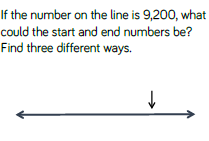 If the number on the line is 9,200, what
could the start and end numbers be?
Find three different ways.